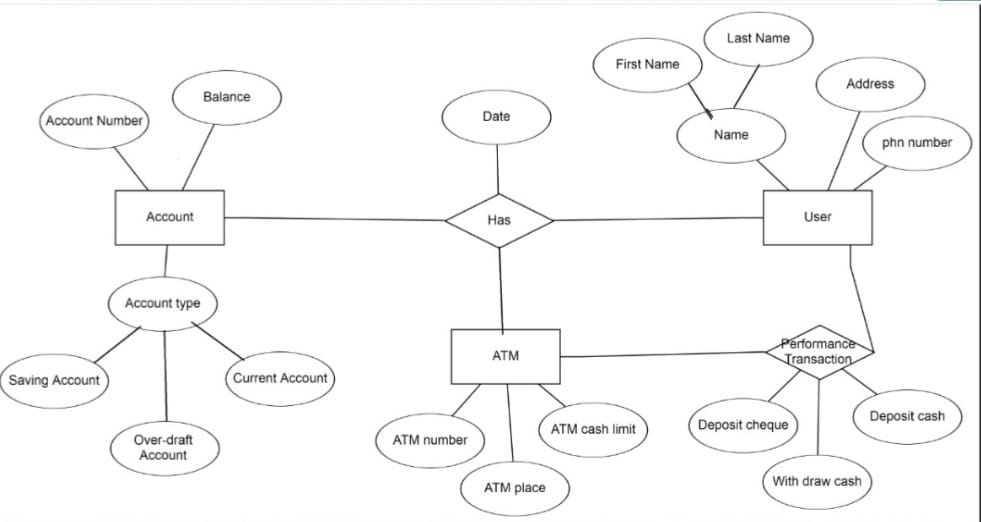 Last Name
First Name
Address
Balance
Account Number
Date
Name
phn number
Account
Has
User
Account type
Performance
Transaction
ATM
Saving Account
Current Account
Deposit cash
Deposit cheque
ATM cash limit
ATM number
Over-draft
Account
With draw cash
ATM place